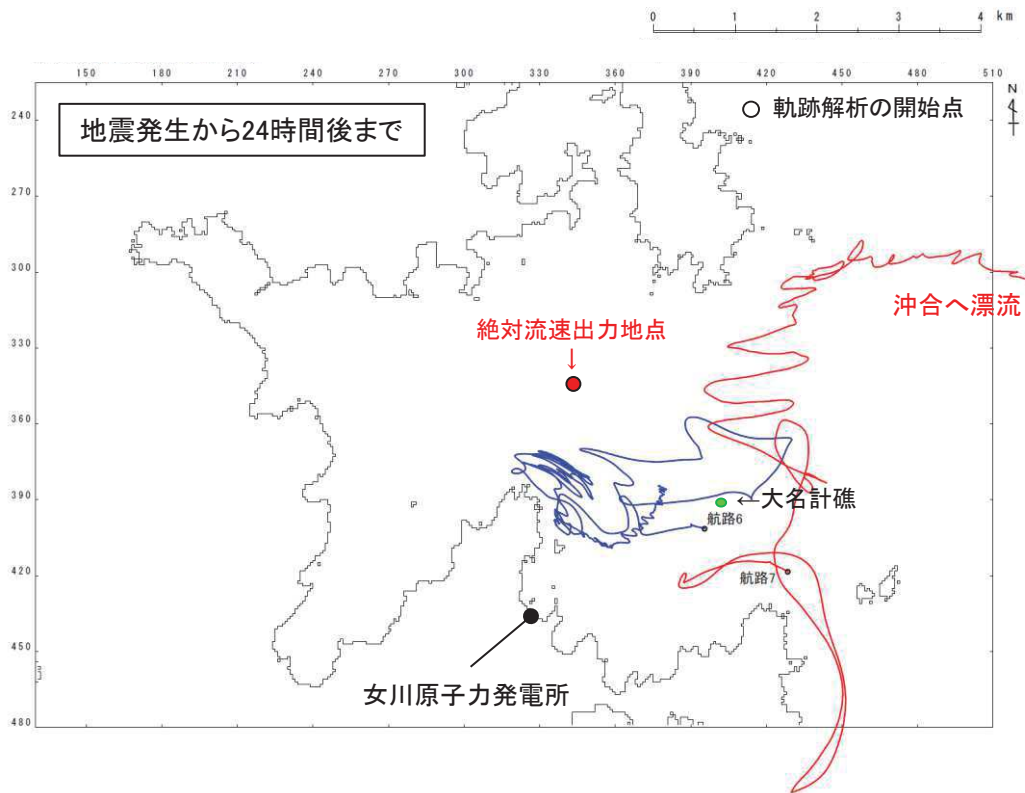 0 1 2 3 4 km
150 180 210 240 270 300 330 360 390 420 450 480 510
N
240
270
300
330
360
390
420
450
480
地震発生から24時間後まで
軌跡解析の開始点
沖合へ漂流
絶対流速出力地点
↓
←大名計礁
航路6
航路7
女川原子力発電所